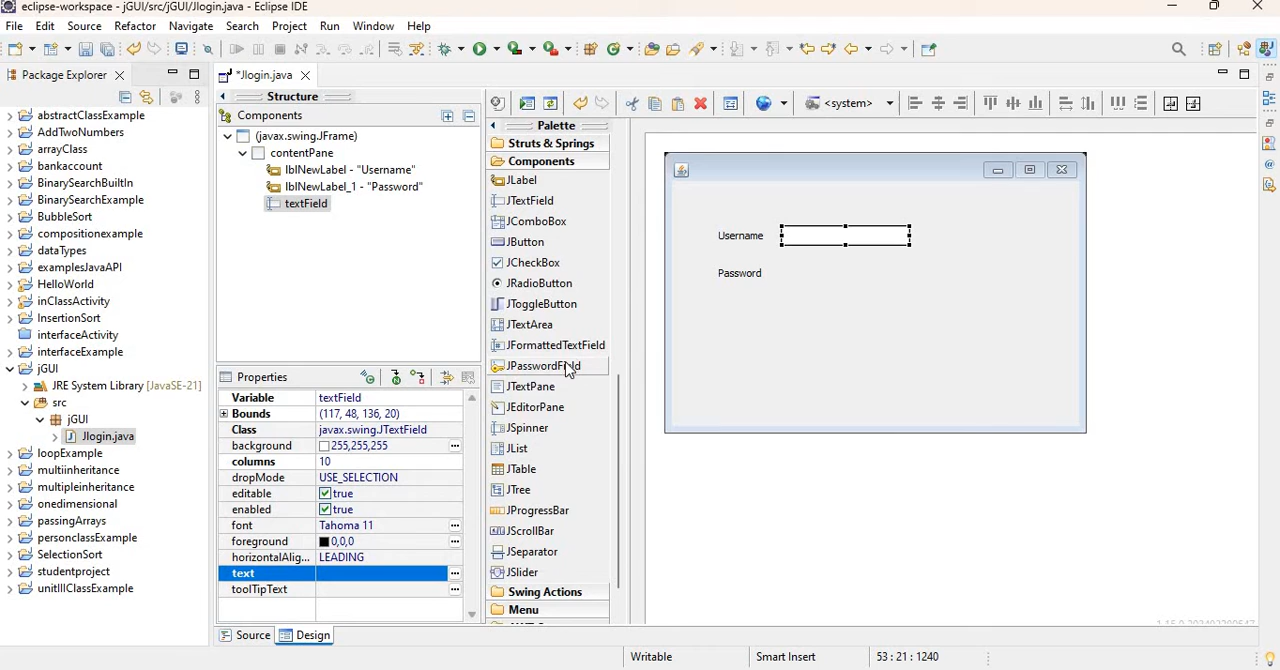 eclipse-workspace - jGUI/src/jGUI/Jlogin.java - Eclipse IDE
File Edit Source Refactor Navigate Search Project Run Window Help
Package Explorer
*Jlogin.java
abstractClassExample
AddTwoNumbers
arrayClass
bankaccount
BinarySearchBuiltIn
BinarySearchExample
BubbleSort
compositionexample
dataTypes
examplesJavaAPI
HelloWorld
inClassActivity
InsertionSort
interfaceActivity
interfaceExample
jGUI
JRE System Library [JavaSE-21]
src
jGUI
Jlogin.java
loopExample
multiinheritance
multipleinheritance
onedimensional
passingArrays
personclassExample
SelectionSort
studentproject
unitIIIClassExample
Structure
Components
(javax.swing.JFrame)
contentPane
lblNewLabel - "Username"
lblNewLabel_1 - "Password"
textField
Properties
Variable textField
Bounds (117, 48, 136, 20)
Class javax.swing.JTextField
background 255,255,255
columns 10
dropMode USE_SELECTION
editable true
enabled true
font Tahoma 11
foreground 0,0,0
horizontalAlig... LEADING
text
toolTipText
Source Design
<system>
Palette
Struts & Springs
Components
JLabel
JTextField
JComboBox
JButton
JCheckBox
JRadioButton
JToggleButton
JTextArea
JFormattedTextField
JPasswordField
JTextPane
JEditorPane
JSpinner
JList
JTable
JTree
JProgressBar
JScrollBar
JSeparator
JSlider
Swing Actions
Menu
Username
Password
Writable Smart Insert 53 : 21 : 1240